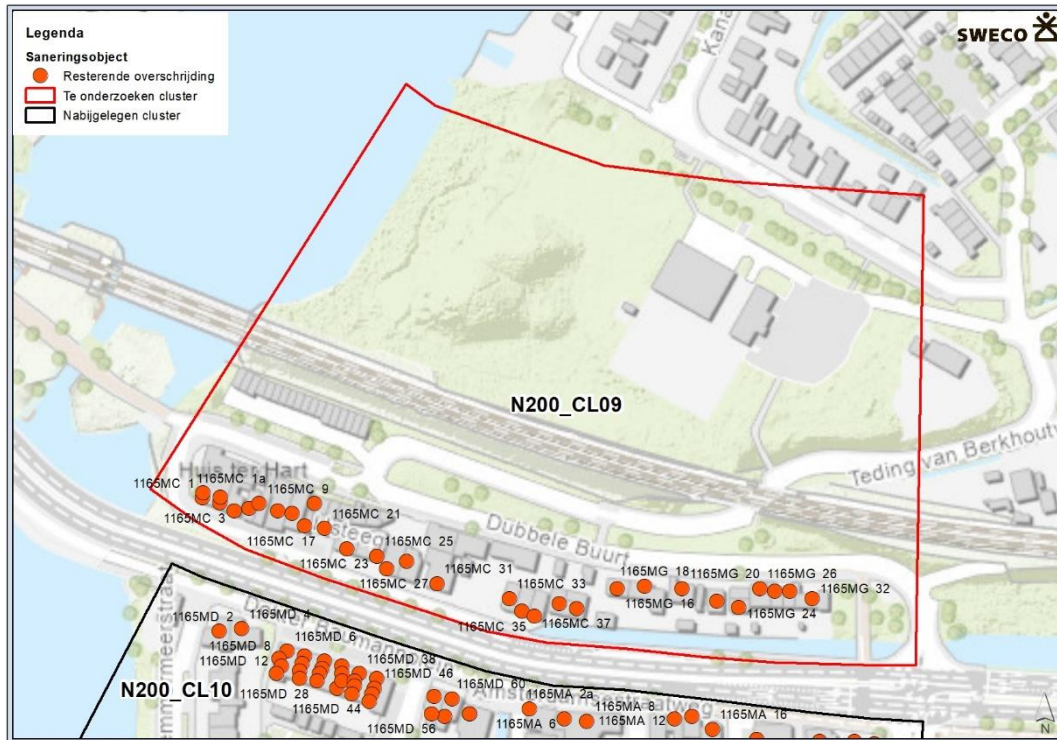 Legenda
Saneringsobject
Resterende overschrijding
Te onderzoeken cluster
Nabijgelegen cluster
SWECO
N200_CL09
Teding van Berkhoutw
Huis ter Hart
1165MC 1
1165MC 1a
1165MC 9
1165MC 3
1165MC 21
1165MC 17
Dubbele Buurt
1165MC 25
1165MC 23
1165MC 31
1165MC 27
1165MC 33
1165MG 18
1165MG 20
1165MG 26
1165MG 16
1165MG 32
1165MG 24
1165MC 35
1165MC 37
1165MD 2
1165MD 4
1165MD 6
1165MD 8
1165MD 12
1165MD 38
1165MD 46
N200_CL10
1165MD 28
1165MD 44
1165MD 60
1165MD 56
1165MA 2a
1165MA 8
1165MA 6
1165MA 12
1165MA 16
N